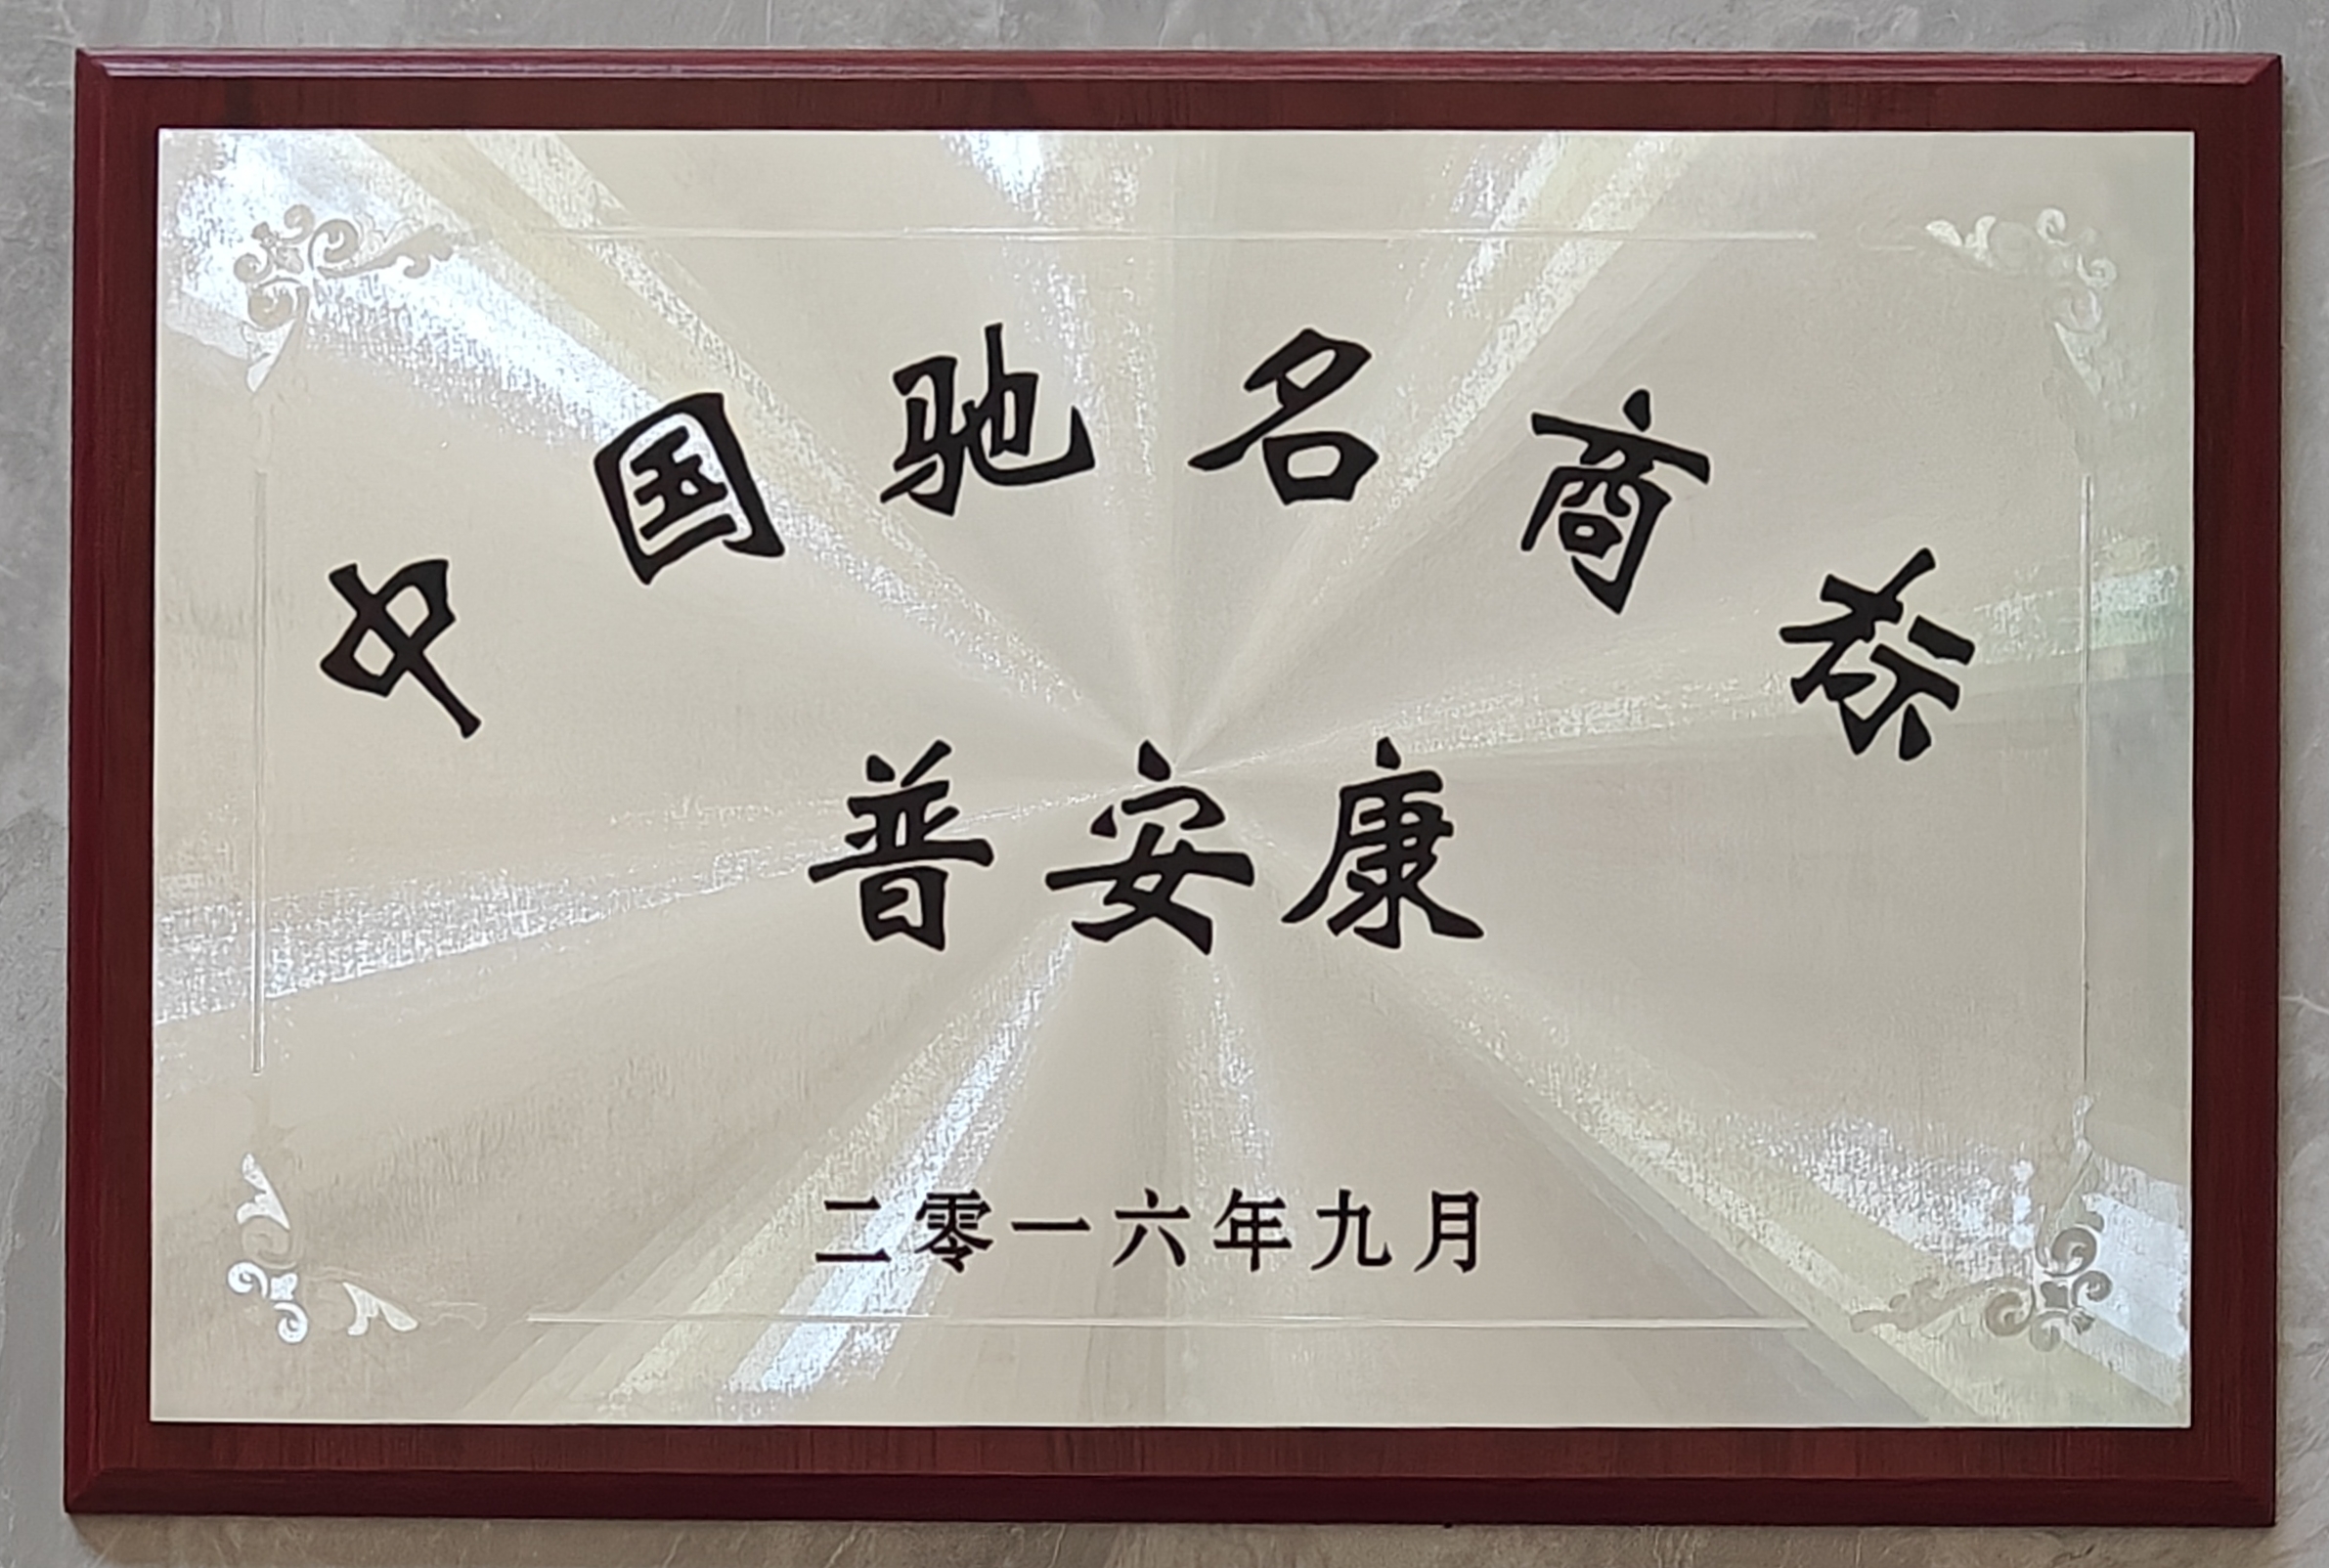 中国驰名商标
普安康
二零一六年九月